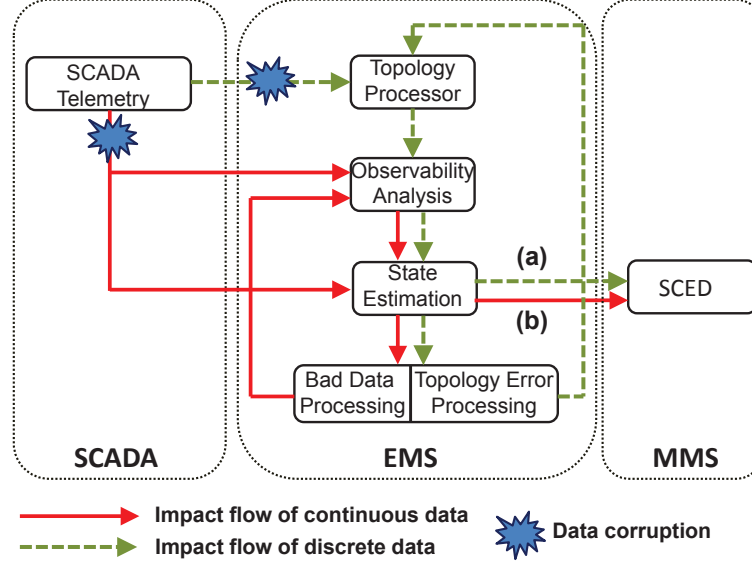 SCADA
Telemetry
Topology
Processor
Observability
Analysis
State
Estimation
(a)
(b)
SCED
Bad Data
Processing
Topology Error
Processing
SCADA
EMS
MMS
Impact flow of continuous data
Impact flow of discrete data
Data corruption